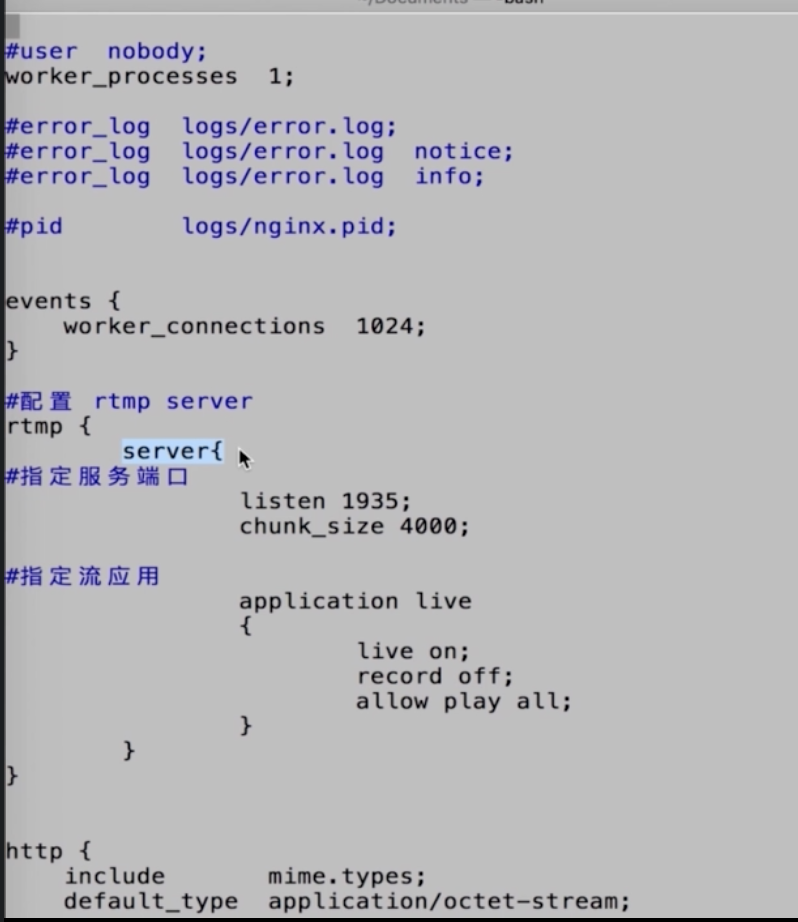 ~/Documents — -bash
#user  nobody;
worker_processes  1;
#error_log  logs/error.log;
#error_log  logs/error.log  notice;
#error_log  logs/error.log  info;
#pid        logs/nginx.pid;
events {
    worker_connections  1024;
}
#配置 rtmp server
rtmp {
        server{
#指定服务端口
                listen 1935;
                chunk_size 4000;
#指定流应用
                application live
                {
                        live on;
                        record off;
                        allow play all;
                }
        }
}
http {
    include       mime.types;
    default_type  application/octet-stream;